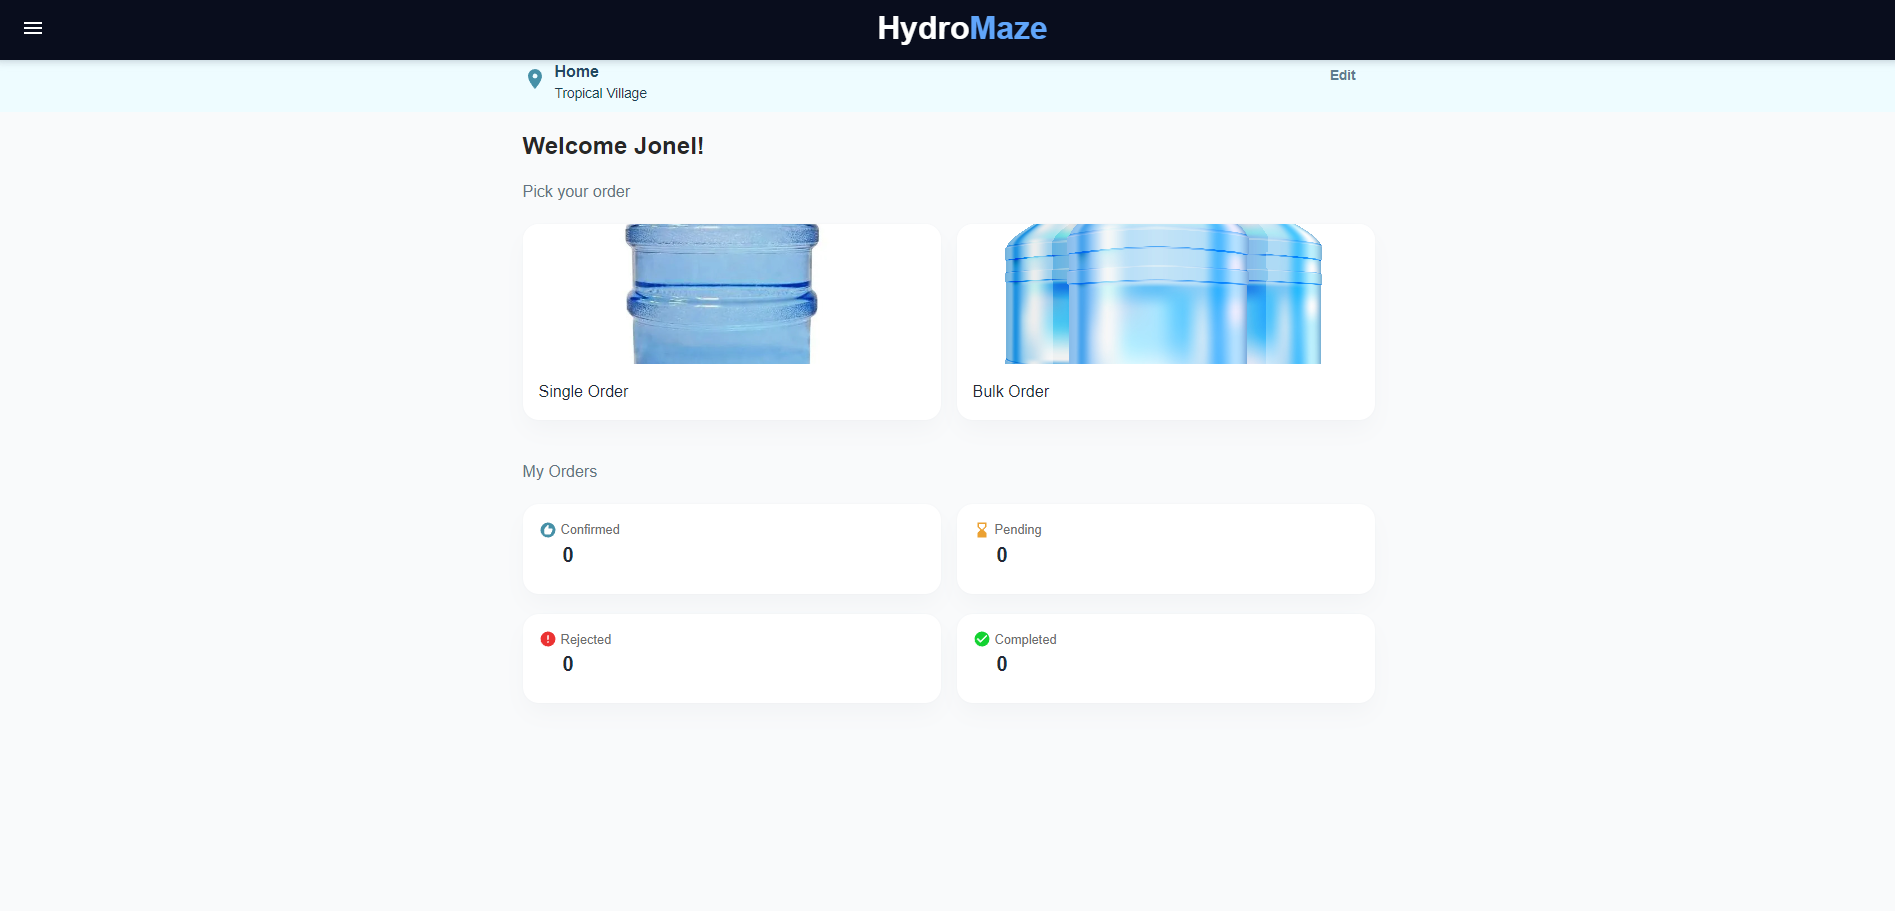 HydroMaze
Home
Edit
Tropical Village
Welcome Jonel!
Pick your order
Single Order
Bulk Order
My Orders
Confirmed
0
Pending
0
Rejected
0
Completed
0